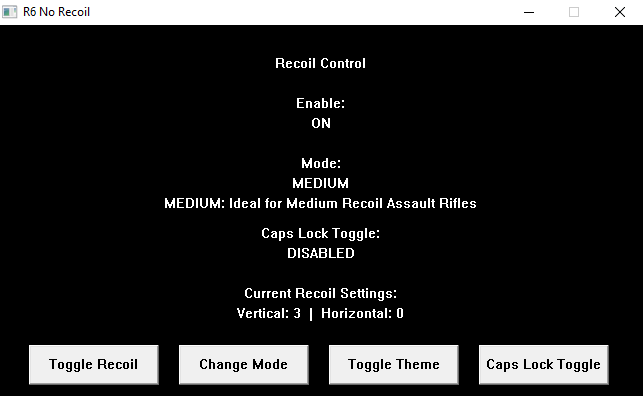 R6 No Recoil
Recoil Control
Enable:
ON
Mode:
MEDIUM
MEDIUM: Ideal for Medium Recoil Assault Rifles
Caps Lock Toggle:
DISABLED
Current Recoil Settings:
Vertical: 3 | Horizontal: 0
Toggle Recoil
Change Mode
Toggle Theme
Caps Lock Toggle